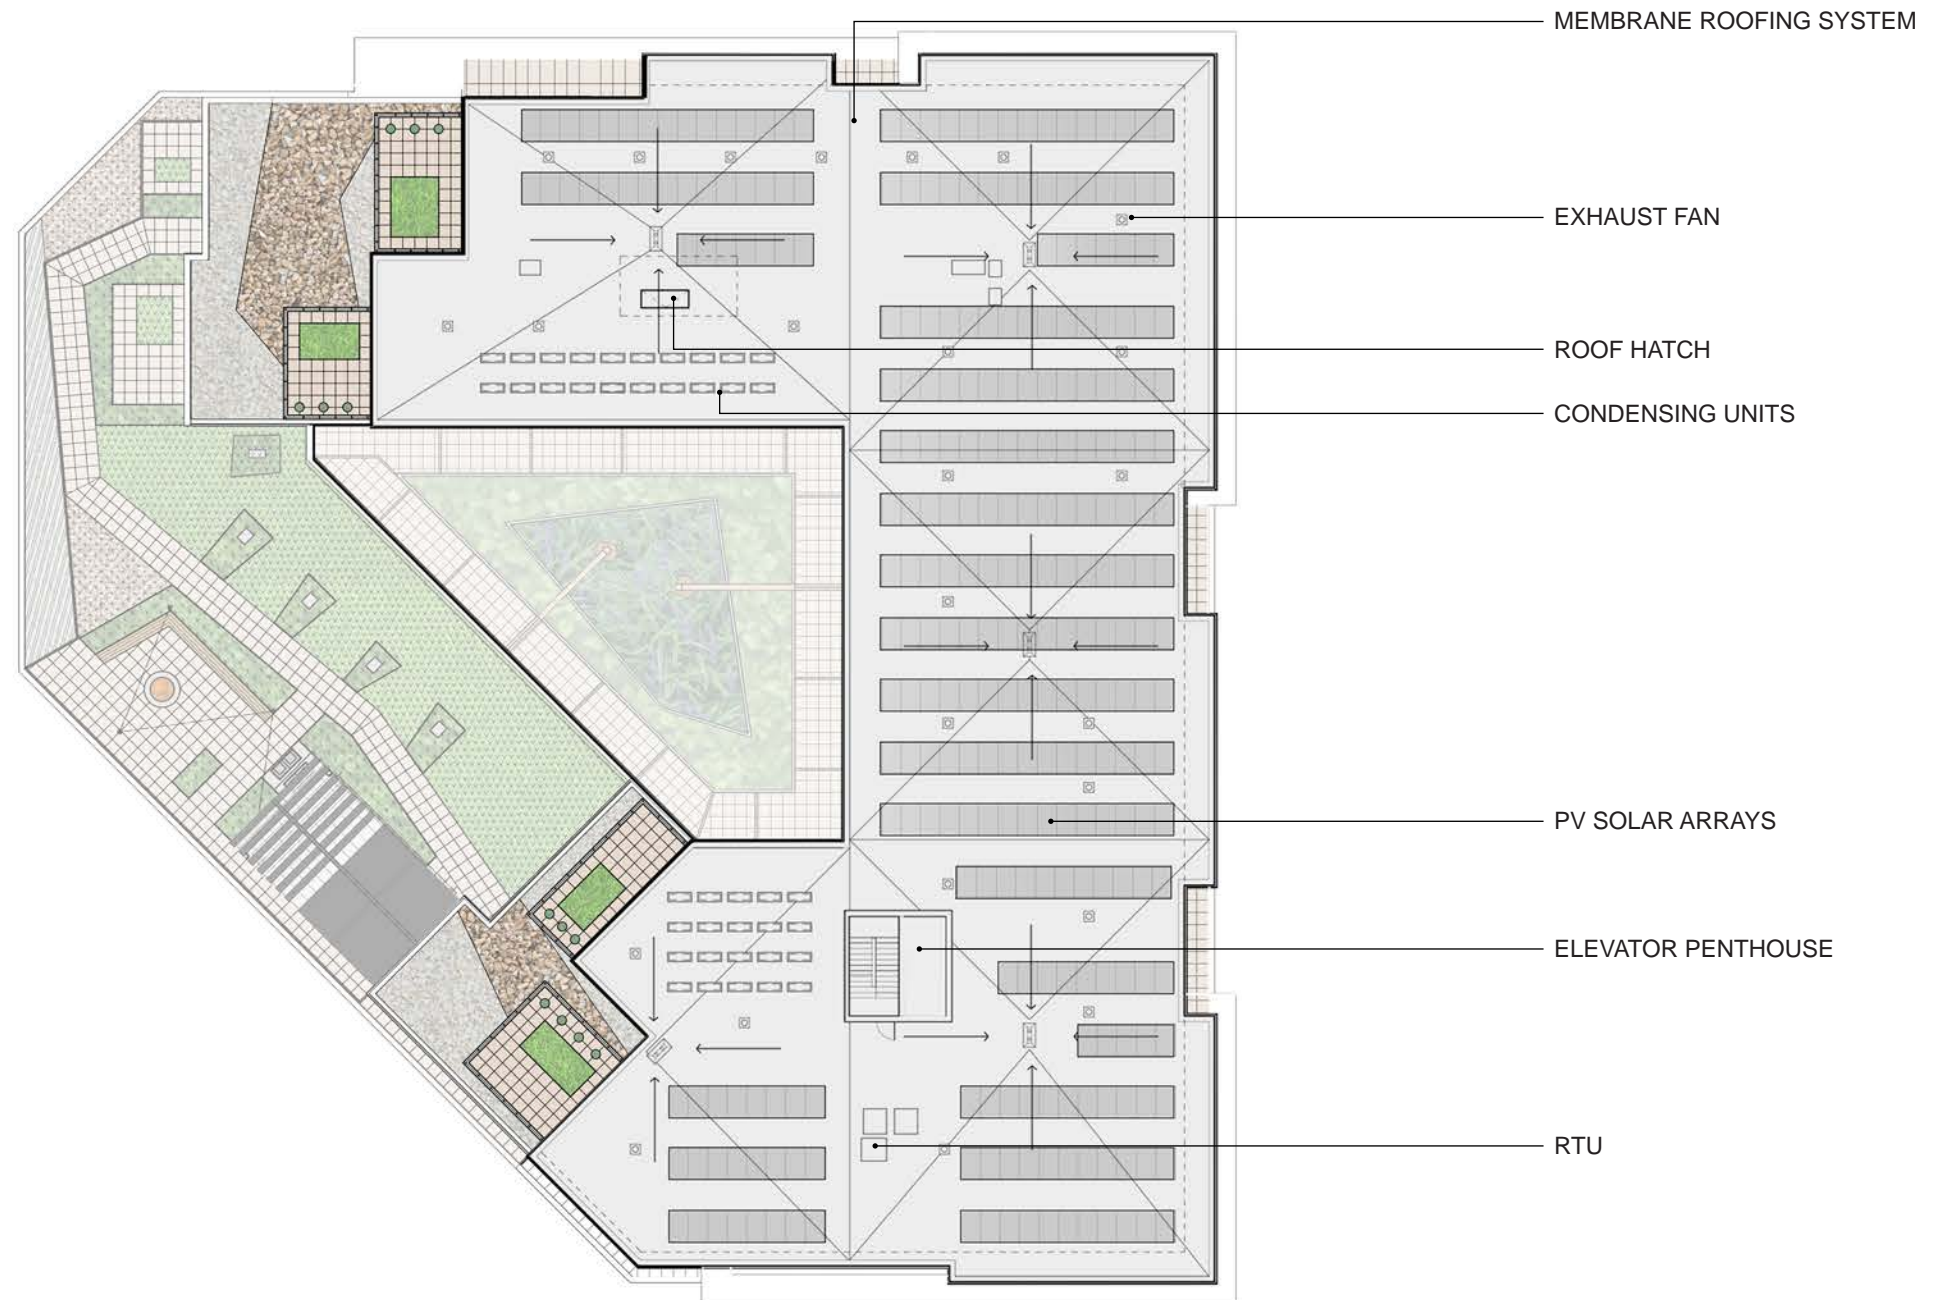 MEMBRANE ROOFING SYSTEM
EXHAUST FAN
ROOF HATCH
CONDENSING UNITS
PV SOLAR ARRAYS
ELEVATOR PENTHOUSE
RTU